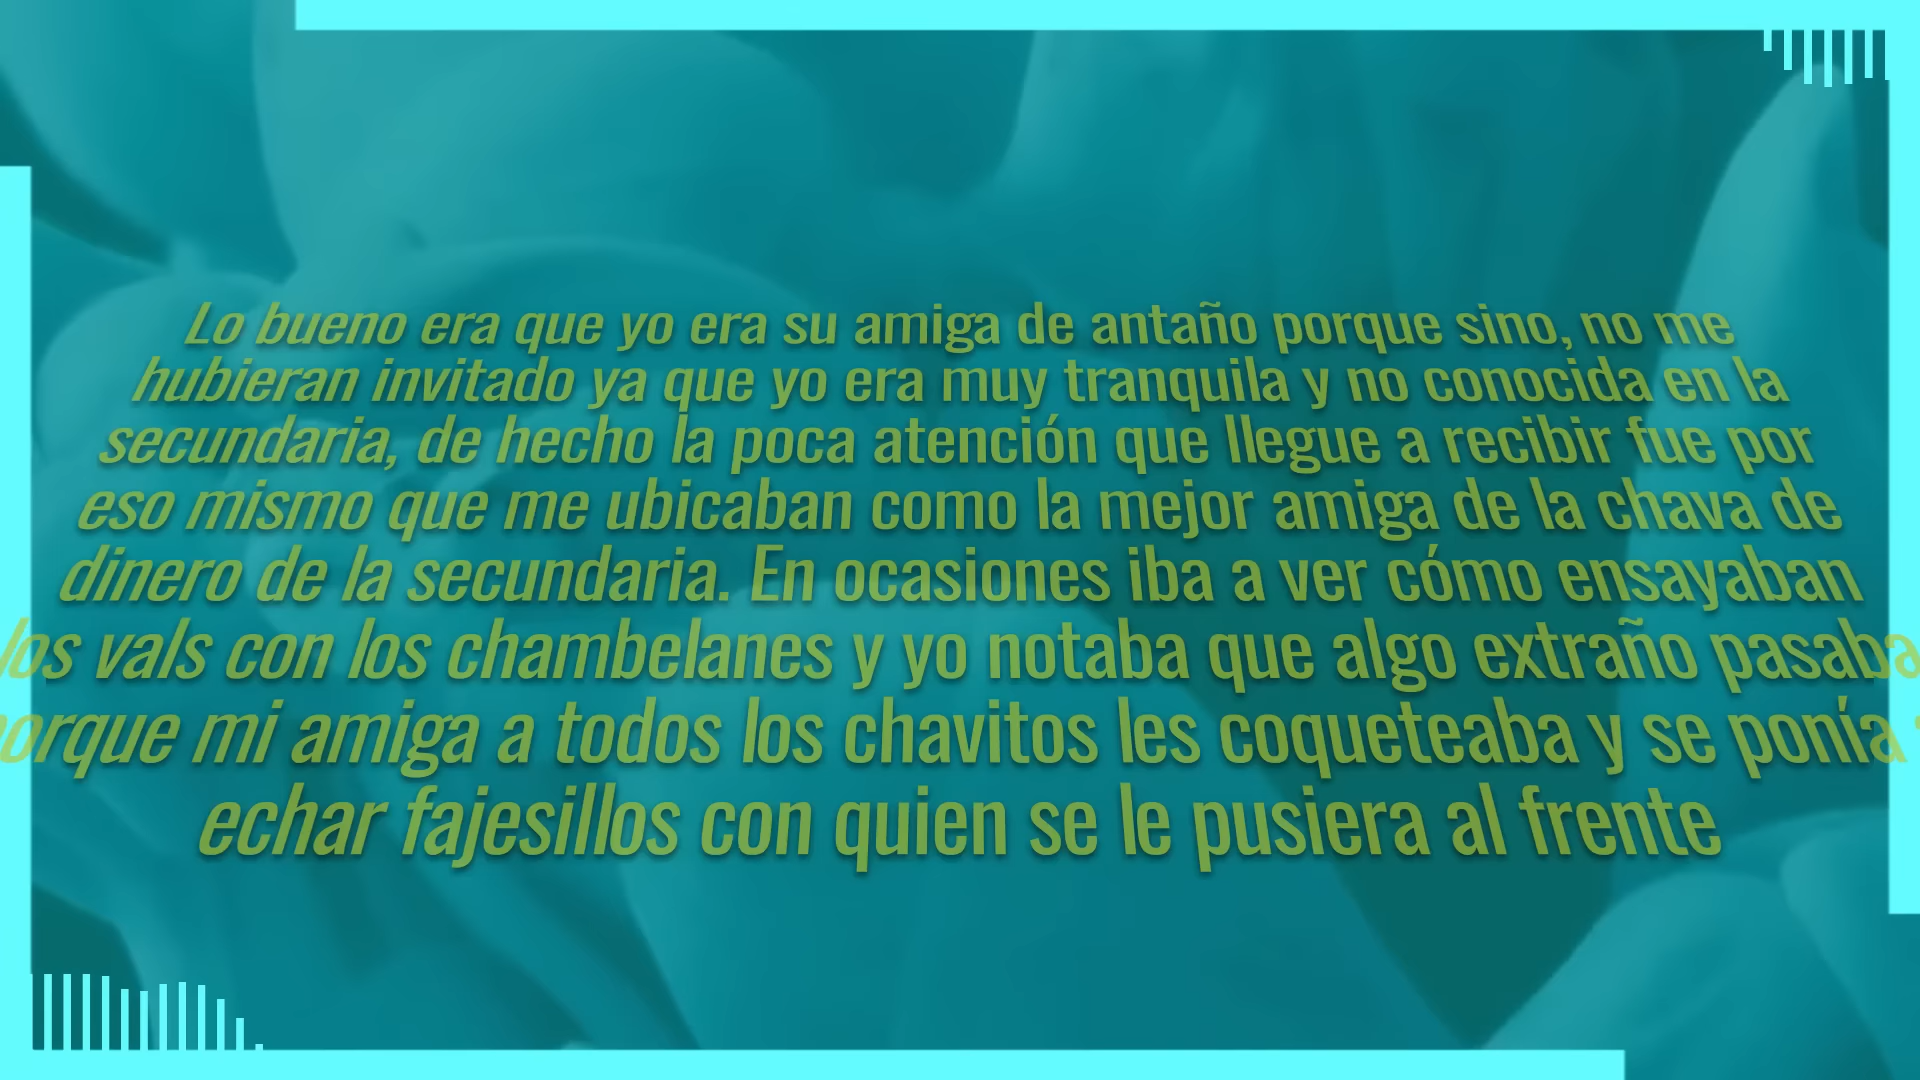 Lo bueno era que yo era su amiga de antaño porque sino, no me
hubieran invitado ya que yo era muy tranquila y no conocida en la
secundaria, de hecho la poca atención que llegue a recibir fue por
eso mismo que me ubicaban como la mejor amiga de la chava de
dinero de la secundaria. En ocasiones iba a ver cómo ensayaban
los vals con los chambelanes y yo notaba que algo extraño pasaba
porque mi amiga a todos los chavitos les coqueteaba y se ponía
echar fajesillos con quien se le pusiera al frente